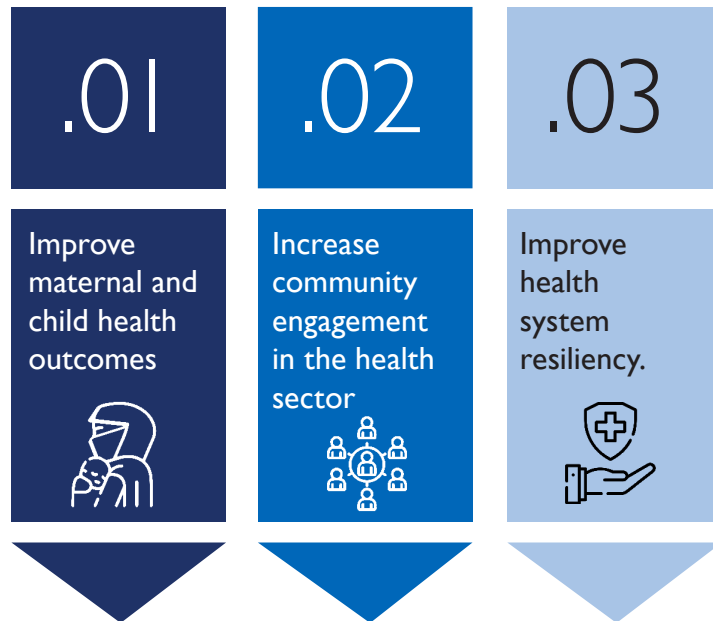 .01
.02
.03
Improve
maternal and
child health
outcomes
Increase
community
engagement
in the health
sector
Improve
health
system
resiliency.